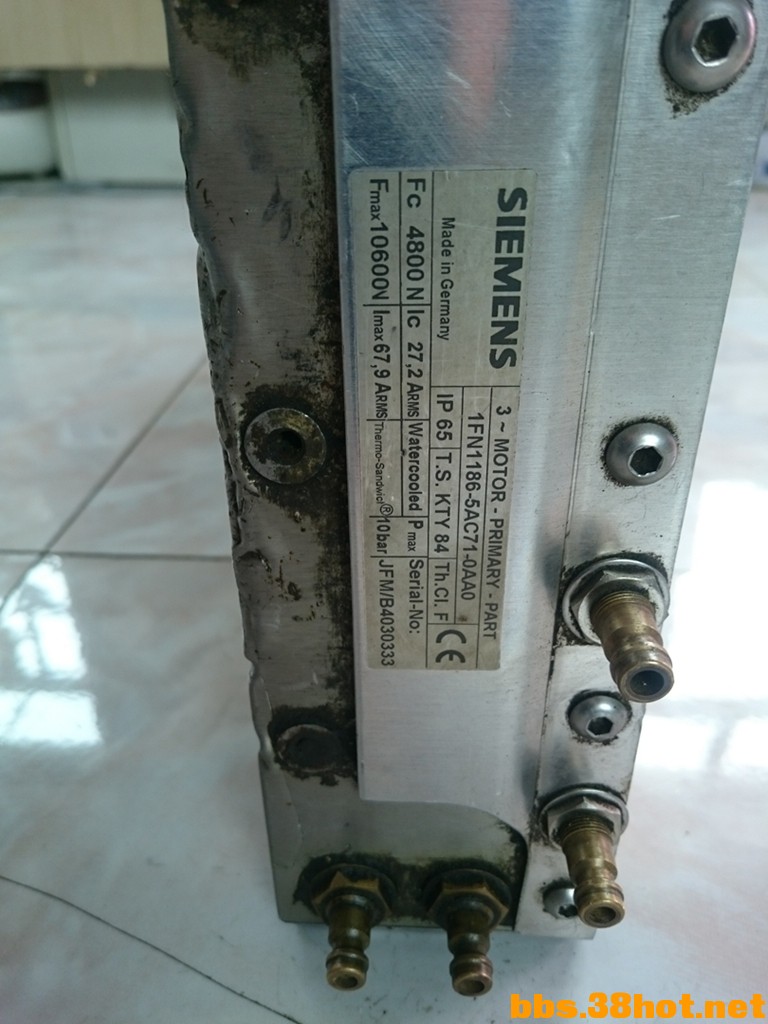 SIEMENS
3 ~ MOTOR - PRIMARY - PART
1FN1186-5AC71-0AA0
Made in Germany
IP 65 T.S. KTY 84 Th.Cl. F
CE
Fc 4800 N Ic 27,2 ARMS Watercooled Pmax Serial-No:
Fmax 10600N Imax 67,9 ARMS Thermo-Sandwich® 10bar JFM/B4030333
bbs.38hot.net